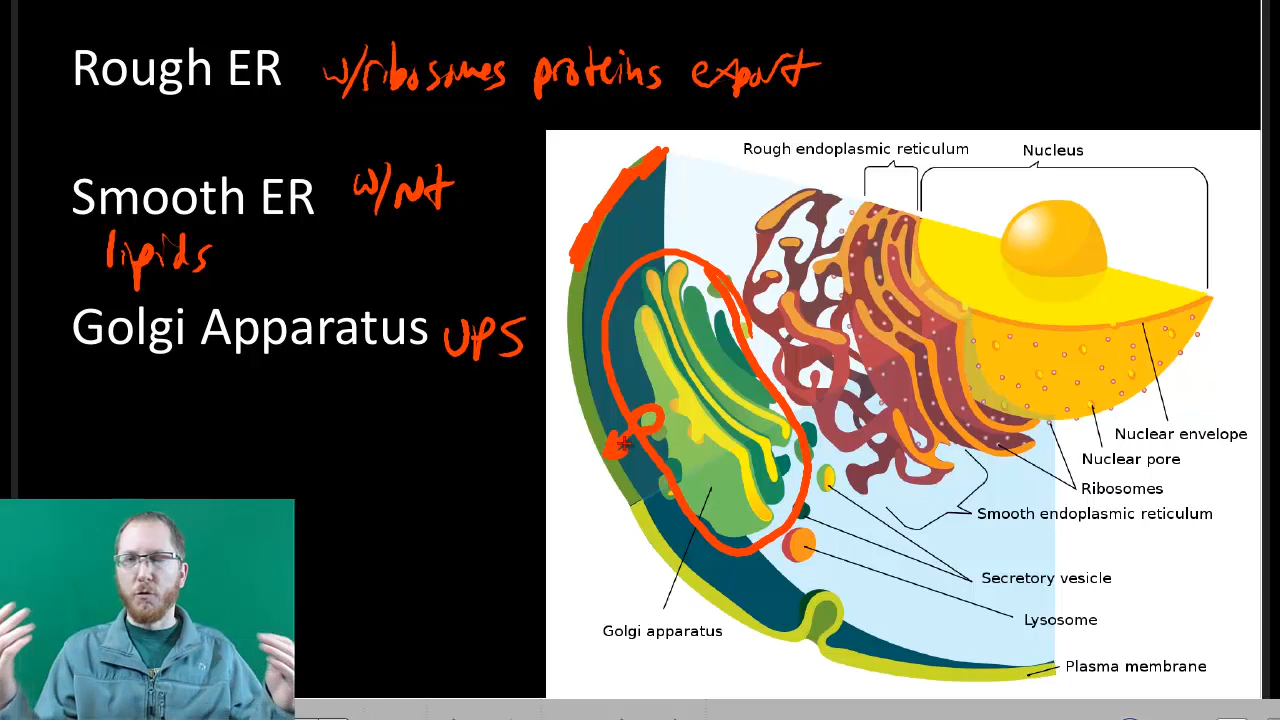 Rough ER w/ribosomes proteins export
Smooth ER w/not
lipids
Golgi Apparatus UPS
Rough endoplasmic reticulum
Nucleus
Nuclear envelope
Nuclear pore
Ribosomes
Smooth endoplasmic reticulum
Secretory vesicle
Lysosome
Golgi apparatus
Plasma membrane